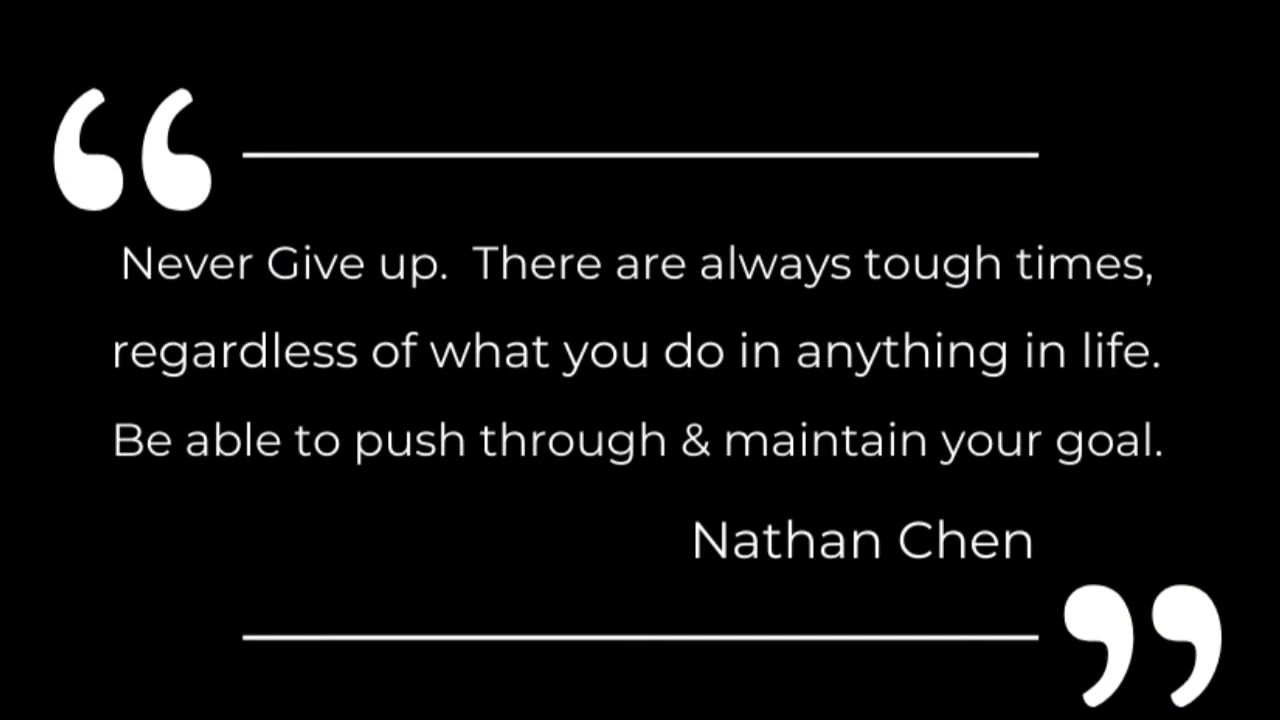 “
Never Give up.  There are always tough times,
regardless of what you do in anything in life.
Be able to push through & maintain your goal.
Nathan Chen
”